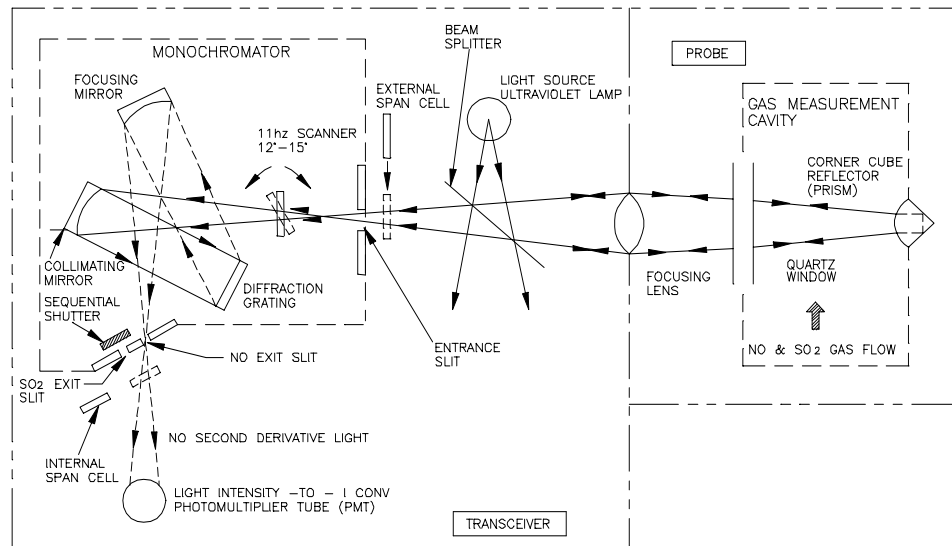 MONOCHROMATOR
FOCUSING
MIRROR
11hz SCANNER
12°-15°
EXTERNAL
SPAN CELL
BEAM
SPLITTER
LIGHT SOURCE
ULTRAVIOLET LAMP
PROBE
GAS MEASUREMENT
CAVITY
CORNER CUBE
REFLECTOR
(PRISM)
COLLIMATING
MIRROR
DIFFRACTION
GRATING
FOCUSING
LENS
QUARTZ
WINDOW
SEQUENTIAL
SHUTTER
NO EXIT SLIT
ENTRANCE
SLIT
NO & SO2 GAS FLOW
SO2 EXIT
SLIT
NO SECOND DERIVATIVE LIGHT
INTERNAL
SPAN CELL
LIGHT INTENSITY -TO - I CONV
PHOTOMULTIPLIER TUBE (PMT)
TRANSCEIVER